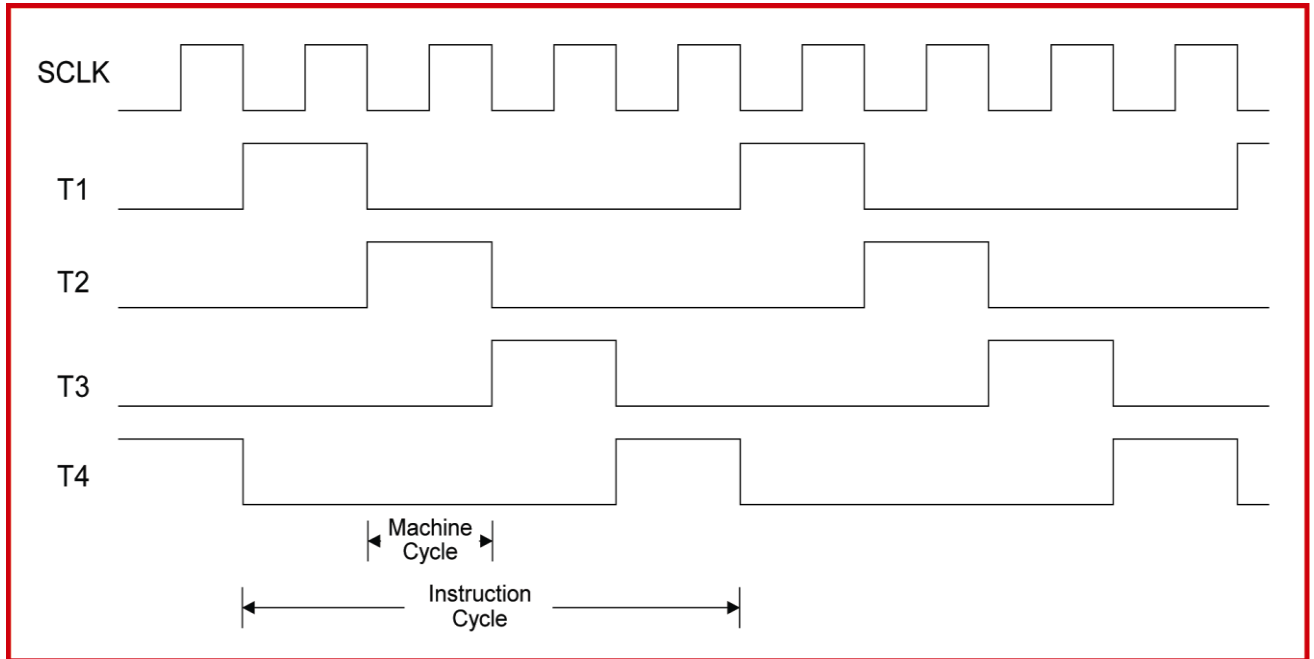 SCLK
T1
T2
T3
T4
Machine
Cycle
Instruction
Cycle